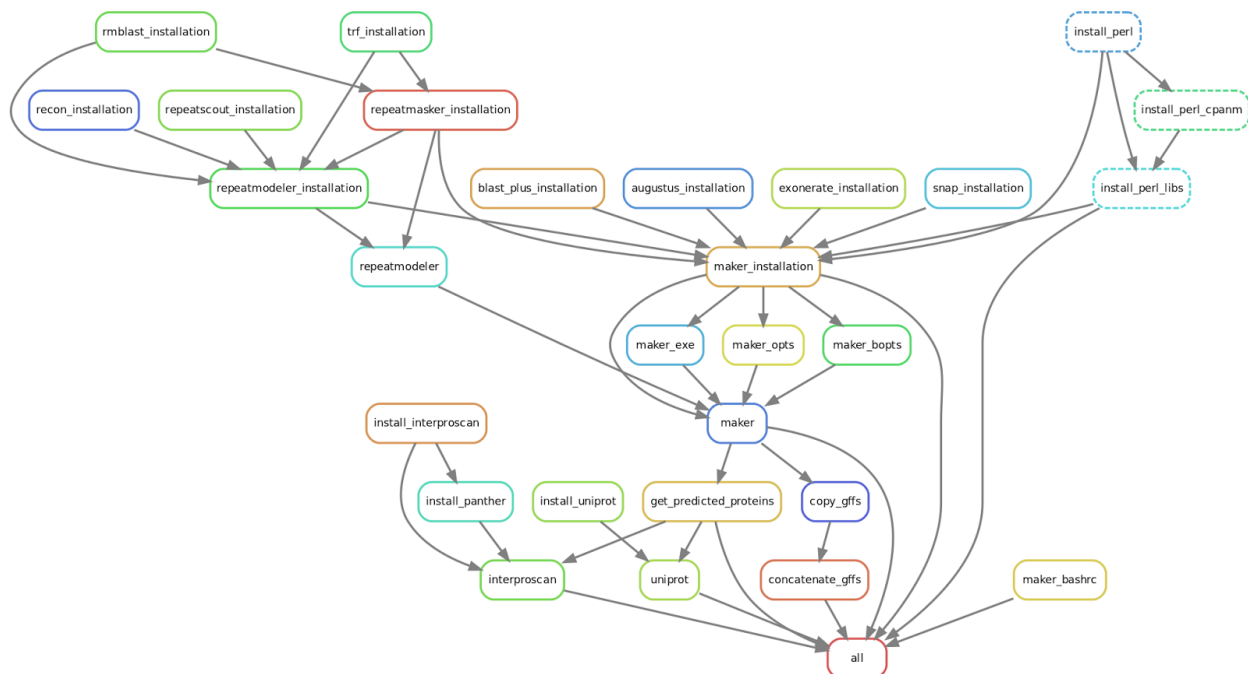 rmblast_installation
trf_installation
install_perl
recon_installation
repeatscout_installation
repeatmasker_installation
install_perl_cpanm
repeatmodeler_installation
blast_plus_installation
augustus_installation
exonerate_installation
snap_installation
install_perl_libs
repeatmodeler
maker_installation
maker_exe
maker_opts
maker_bopts
install_interproscan
maker
install_panther
install_uniprot
get_predicted_proteins
copy_gffs
interproscan
uniprot
concatenate_gffs
maker_bashrc
all